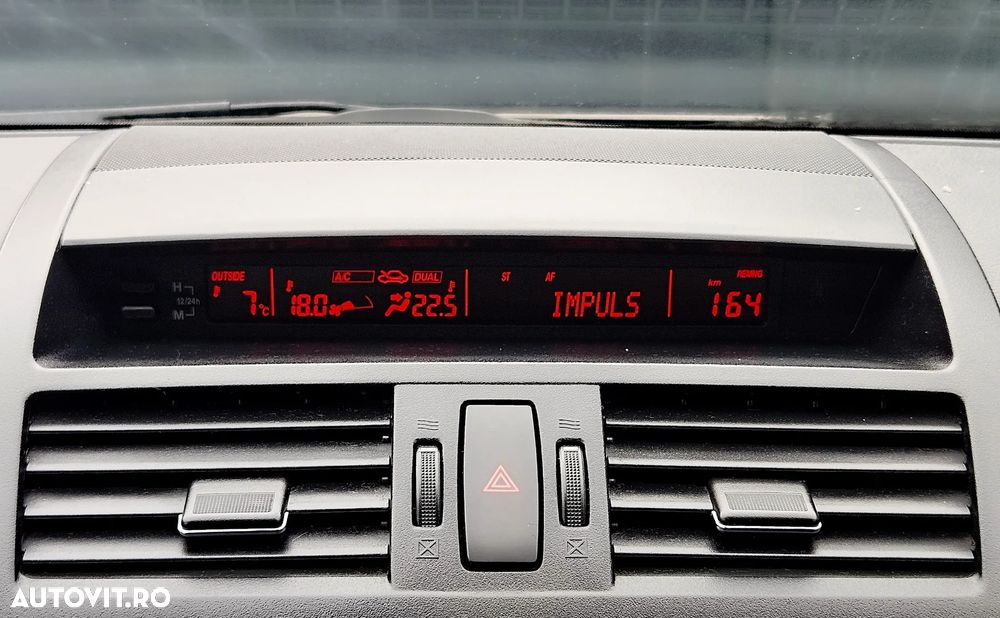 OUTSIDE A/C DUAL ST AF REMNG
H
12/24h
M
7°C 18.0 22.5 IMPULS km 164
AUTOVIT.RO